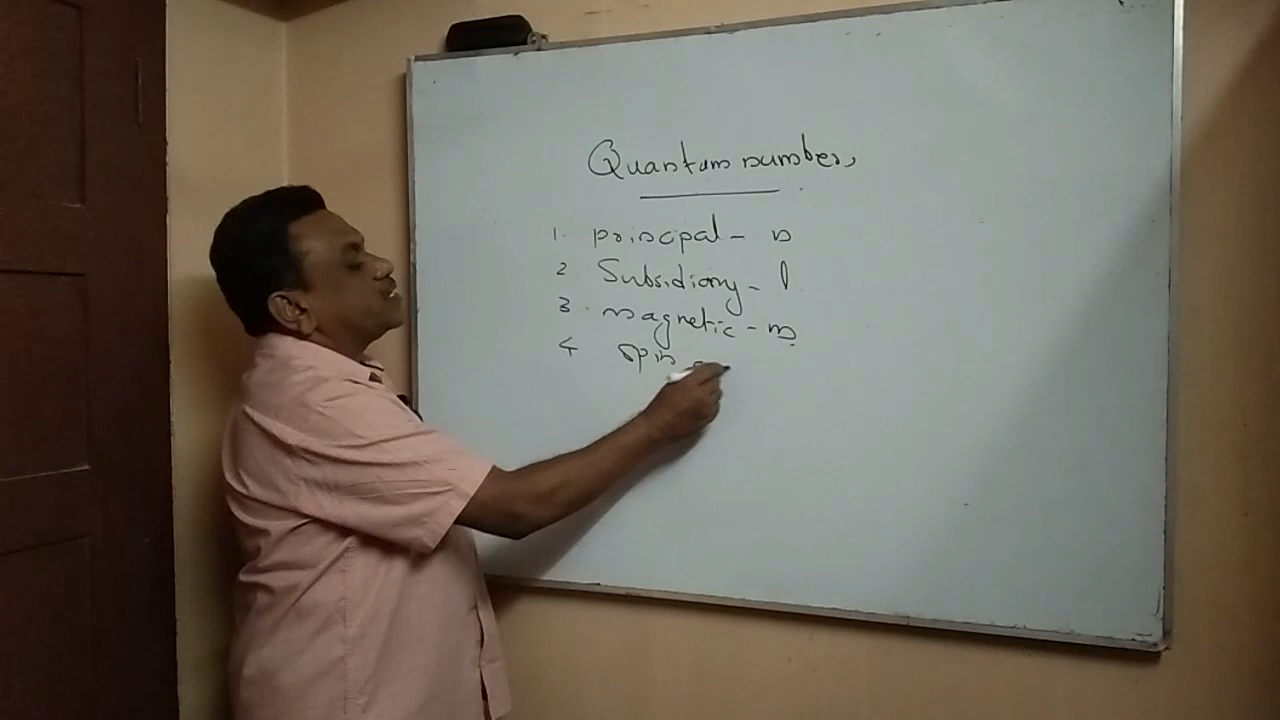 Quantum numbers
1. principal - n
2 Subsidiary - l
3. magnetic - m
4 Spin